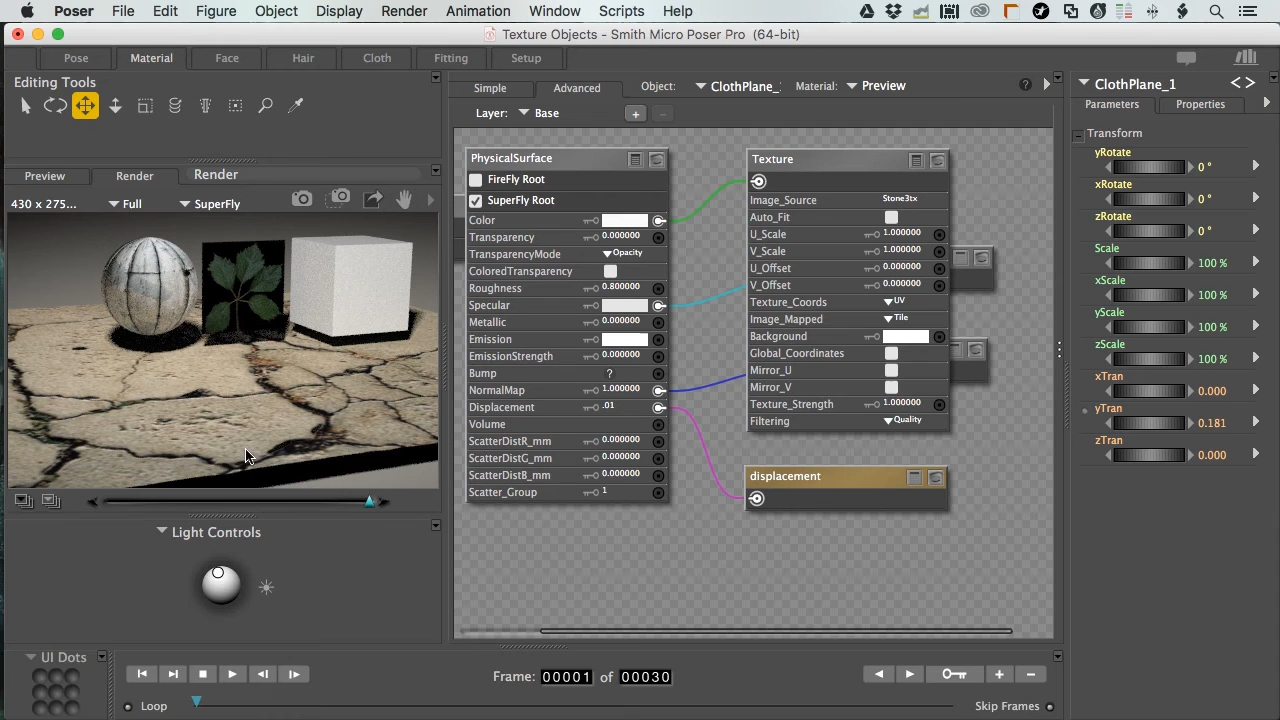 Poser File Edit Figure Object Display Render Animation Window Scripts Help
Texture Objects - Smith Micro Poser Pro (64-bit)
Pose Material Face Hair Cloth Fitting Setup
Editing Tools
Simple Advanced Object: ClothPlane_: Material: Preview
Layer: Base + -
Preview Render Render
430 x 275... Full SuperFly
Light Controls
PhysicalSurface
FireFly Root
SuperFly Root
Color
Transparency 0.000000
TransparencyMode Opacity
ColoredTransparency
Roughness 0.800000
Specular
Metallic 0.000000
Emission
EmissionStrength 0.000000
Bump ?
NormalMap 1.000000
Displacement .01
Volume
ScatterDistR_mm 0.000000
ScatterDistG_mm 0.000000
ScatterDistB_mm 0.000000
Scatter_Group 1
Texture
Image_Source Stone3tx
Auto_Fit
U_Scale 1.000000
V_Scale 1.000000
U_Offset 0.000000
V_Offset 0.000000
Texture_Coords UV
Image_Mapped Tile
Background
Global_Coordinates
Mirror_U
Mirror_V
Texture_Strength 1.000000
Filtering Quality
displacement
ClothPlane_1
Parameters Properties
Transform
yRotate
0 °
xRotate
0 °
zRotate
0 °
Scale
100 %
xScale
100 %
yScale
100 %
zScale
100 %
xTran
0.000
yTran
0.181
zTran
0.000
UI Dots
Frame: 00001 of 00030
Loop
Skip Frames